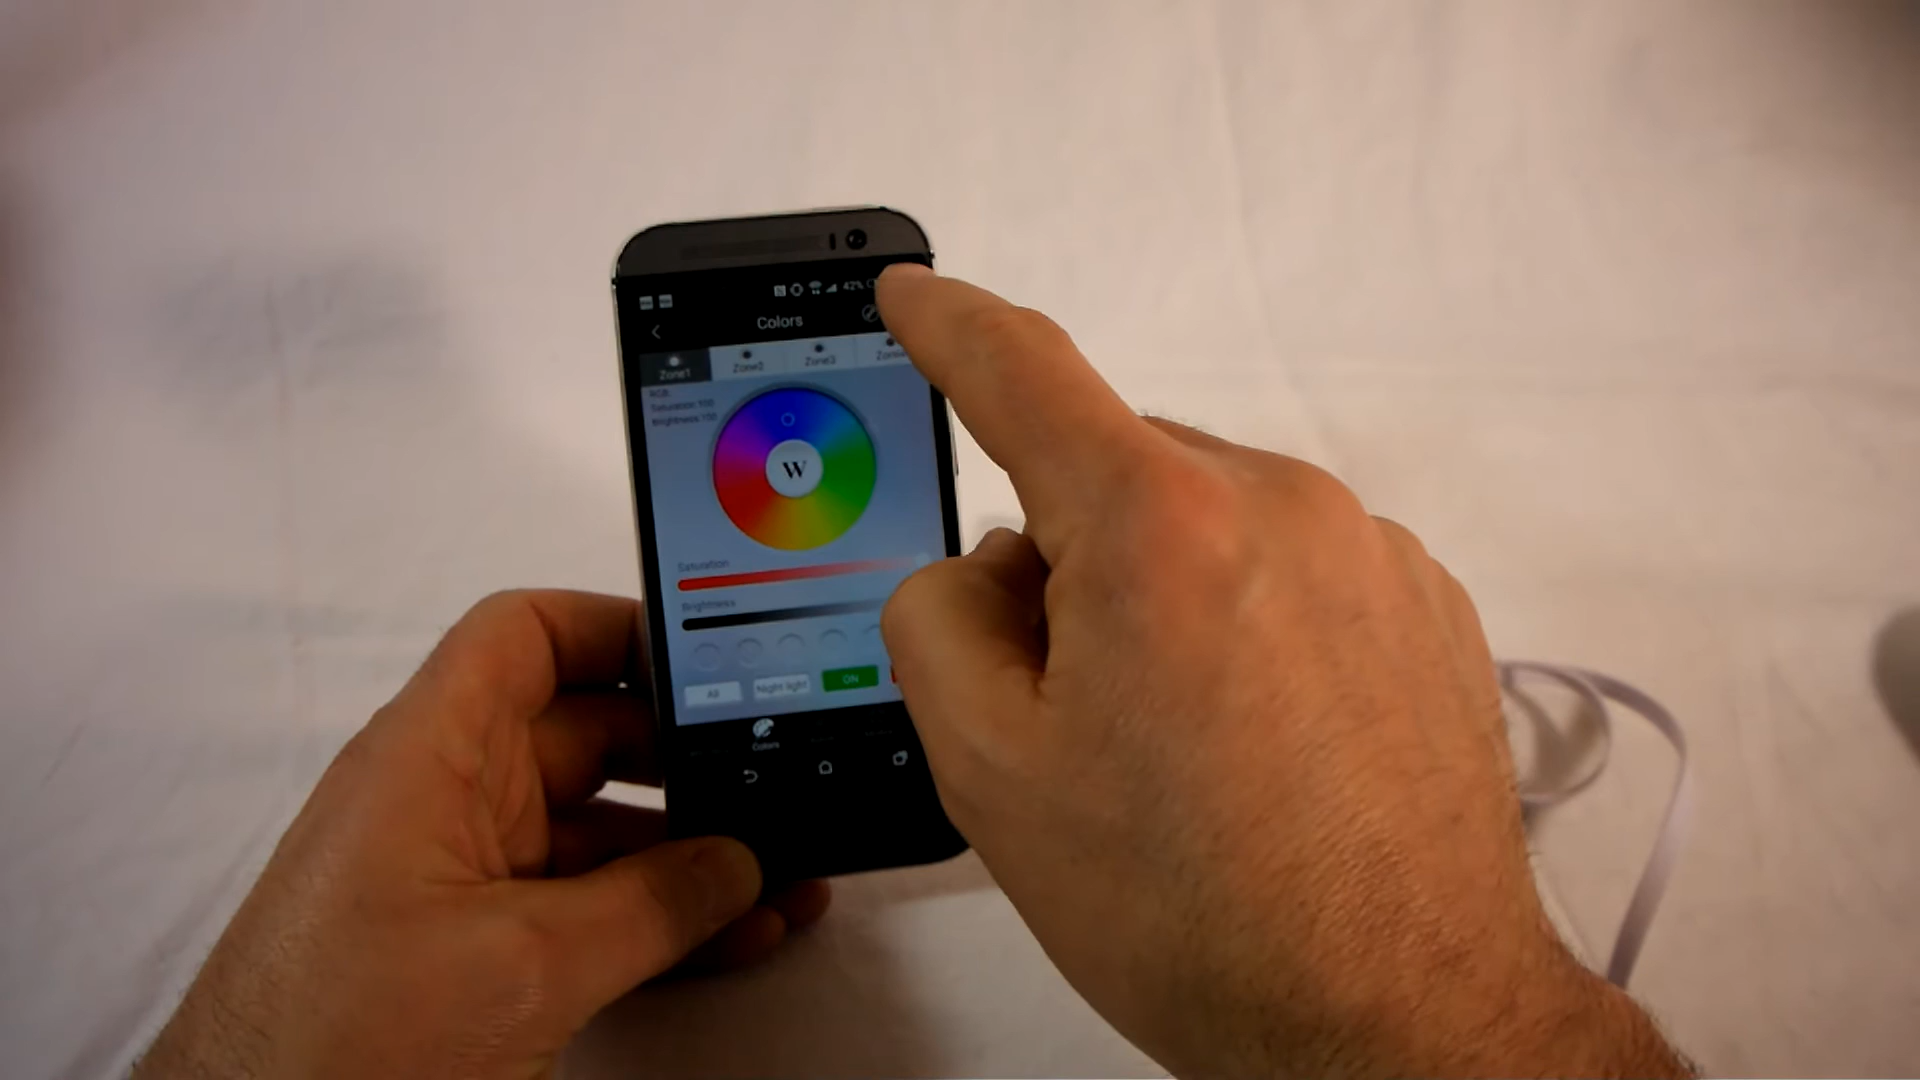 42%
Colors
Zone1 Zone2 Zone3
RGB
Saturation:100
Brightness:100
W
Saturation
Brightness
All Night light ON
Colors